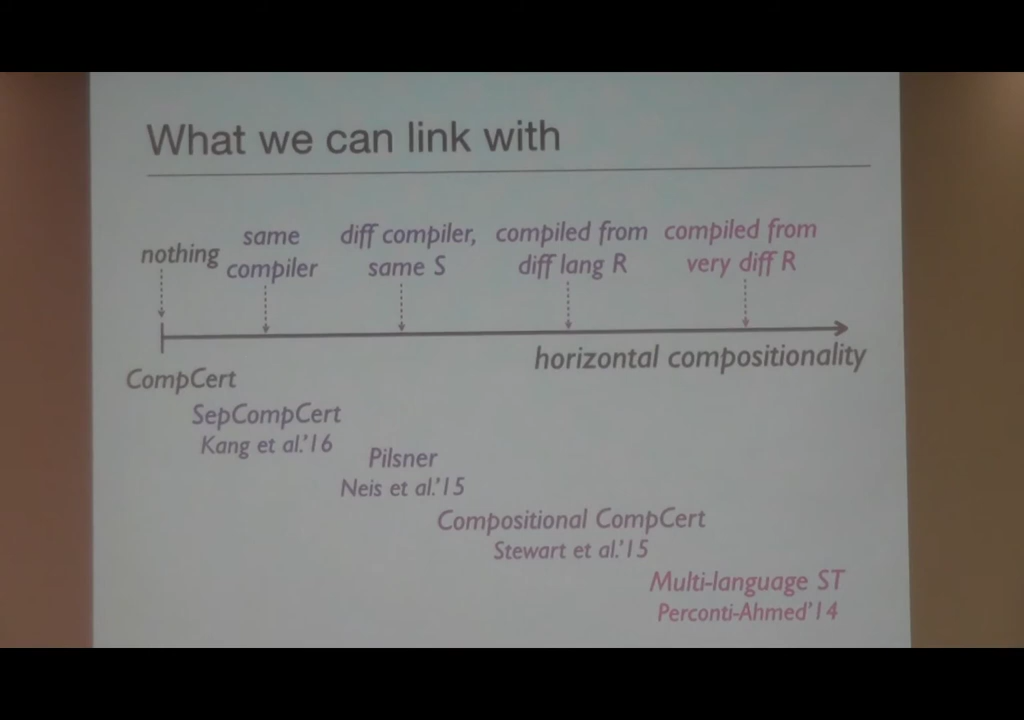 What we can link with
nothing
same
compiler
diff compiler,
same S
compiled from
diff lang R
compiled from
very diff R
horizontal compositionality
CompCert
SepCompCert
Kang et al.'16
Pilsner
Neis et al.'15
Compositional CompCert
Stewart et al.'15
Multi-language ST
Perconti-Ahmed'14